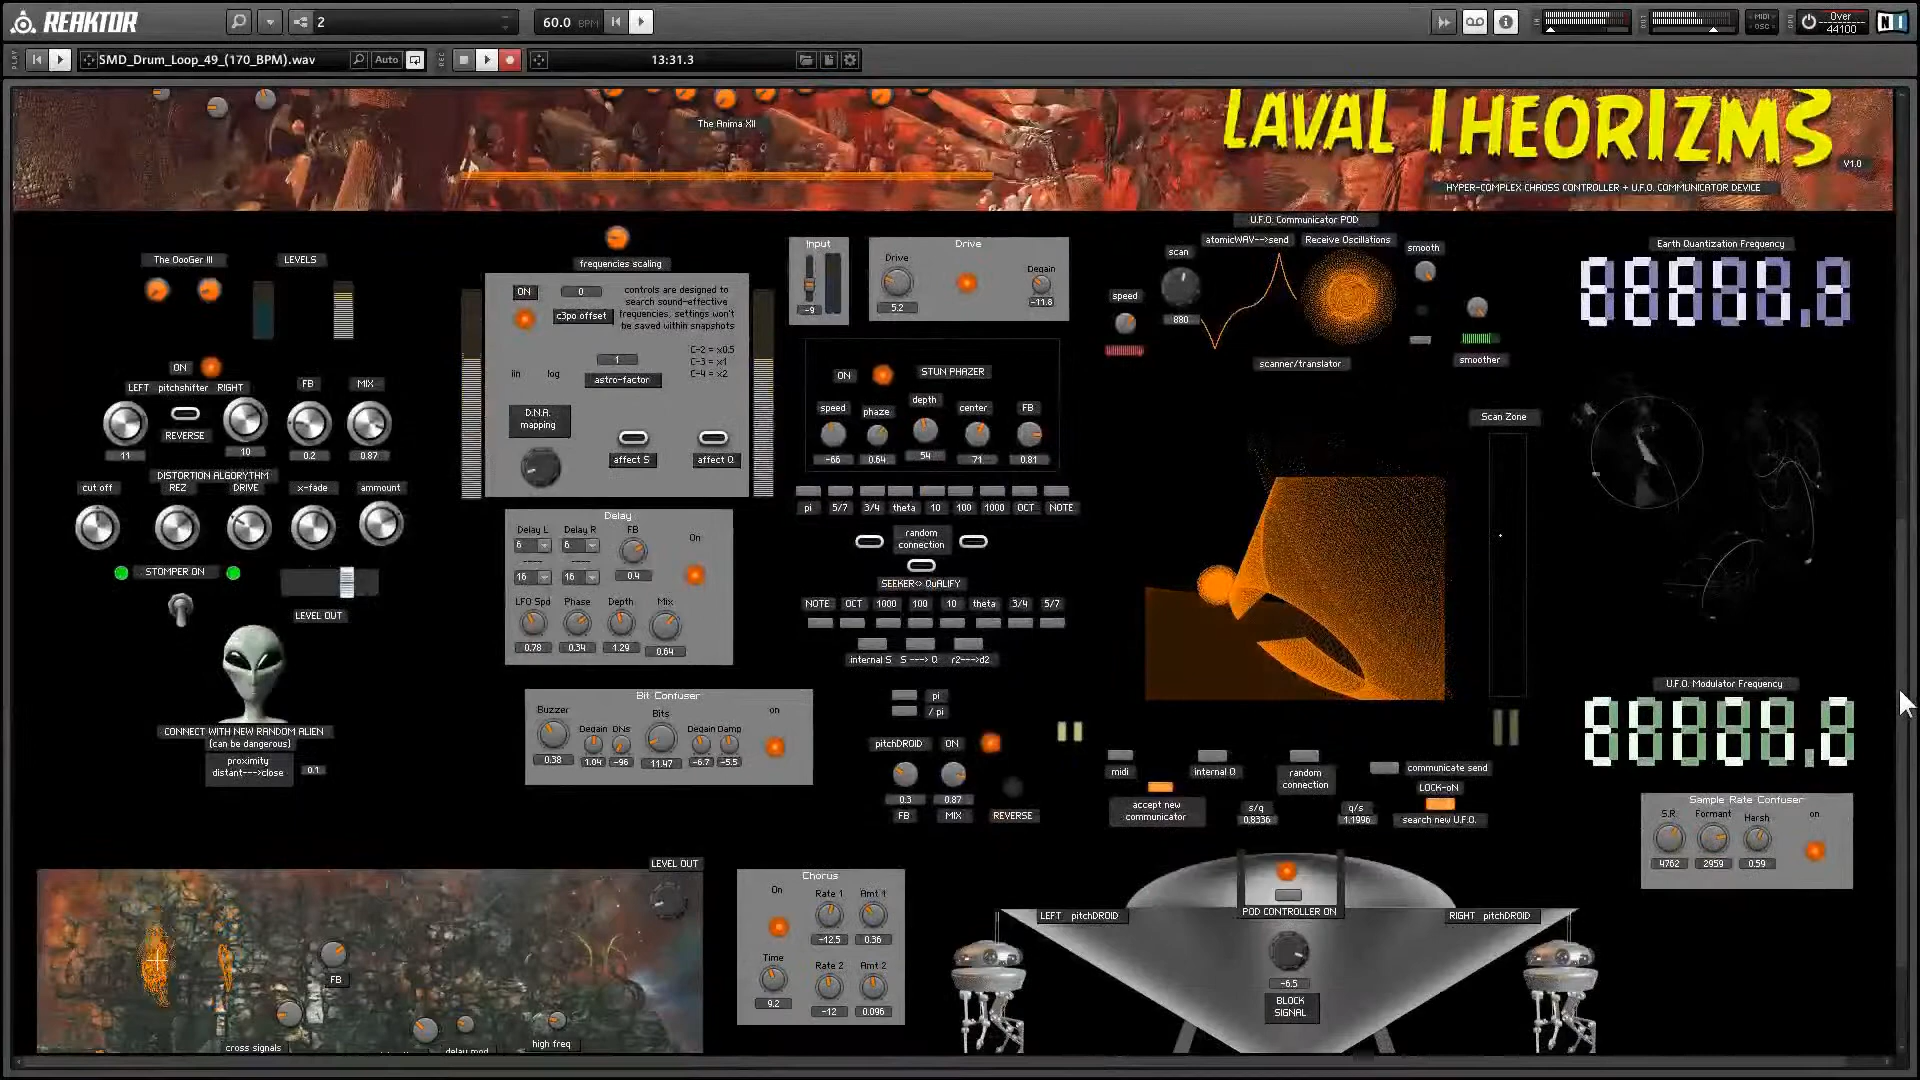 REAKTOR
2
60.0 BPM
MIDI
OSC
Over
44100
NI
PLAY
SMD_Drum_Loop_49_(170_BPM).wav
Auto
REC
13:31.3
The Anima XII
LAVAL THEORIZMS
V1.0
HYPER-COMPLEX CHAOSS CONTROLLER + U.F.O. COMMUNICATOR DEVICE
The OooGer III
LEVELS
ON
LEFT pitchshifter RIGHT
FB
MIX
REVERSE
11
10
0.2
0.87
DISTORTION ALGORYTHM
cut off
REZ
DRIVE
x-fade
ammount
STOMPER ON
LEVEL OUT
CONNECT WITH NEW RANDOM ALIEN
(can be dangerous)
proximity
distant--->close
0.1
frequencies scaling
ON
0
c3po offset
controls are designed to
search sound-effective
frequencies, settings won't
be saved within snapshots
C-2 = x0.5
C-3 = x1
C-4 = x2
lin
log
1
astro-factor
D.N.A.
mapping
affect S
affect Q
Delay
Delay L
Delay R
FB
On
6
6
16
16
0.4
LFO Spd
Phase
Depth
Mix
0.78
0.34
1.29
0.64
Bit Confuser
Buzzer
Degain
DNs
Bits
Degain
Damp
on
0.38
1.04
-96
11.47
-6.7
-5.5
Input
-9
Drive
Drive
5.2
Degain
-11.8
ON
STUN PHAZER
speed
phaze
depth
center
FB
-66
0.64
54
71
0.81
pi
5/7
3/4
theta
10
100
1000
OCT
NOTE
random
connection
SEEKER<> QUALIFY
NOTE
OCT
1000
100
10
theta
3/4
5/7
internal S
S ---> Q
r2--->d2
pi
/ pi
pitchDROID
ON
0.3
0.87
FB
MIX
REVERSE
U.F.O. Communicator POD
atomicWAV-->send
Receive Oscillations
scan
smooth
speed
880
scanner/translator
smoother
Scan Zone
midi
internal Q
random
connection
communicate send
LOCK-oN
accept new
communicator
s/q
0.8336
q/s
1.1996
search new U.F.O.
Earth Quantization Frequency
U.F.O. Modulator Frequency
Sample Rate Confuser
S.R.
Formant
Harsh
on
4762
2959
0.59
LEVEL OUT
FB
cross signals
delay mod
high freq
Chorus
On
Rate 1
Amt 1
-12.5
0.36
Time
Rate 2
Amt 2
9.2
-12
0.096
POD CONTROLLER ON
LEFT pitchDROID
RIGHT pitchDROID
-6.5
BLOCK
SIGNAL